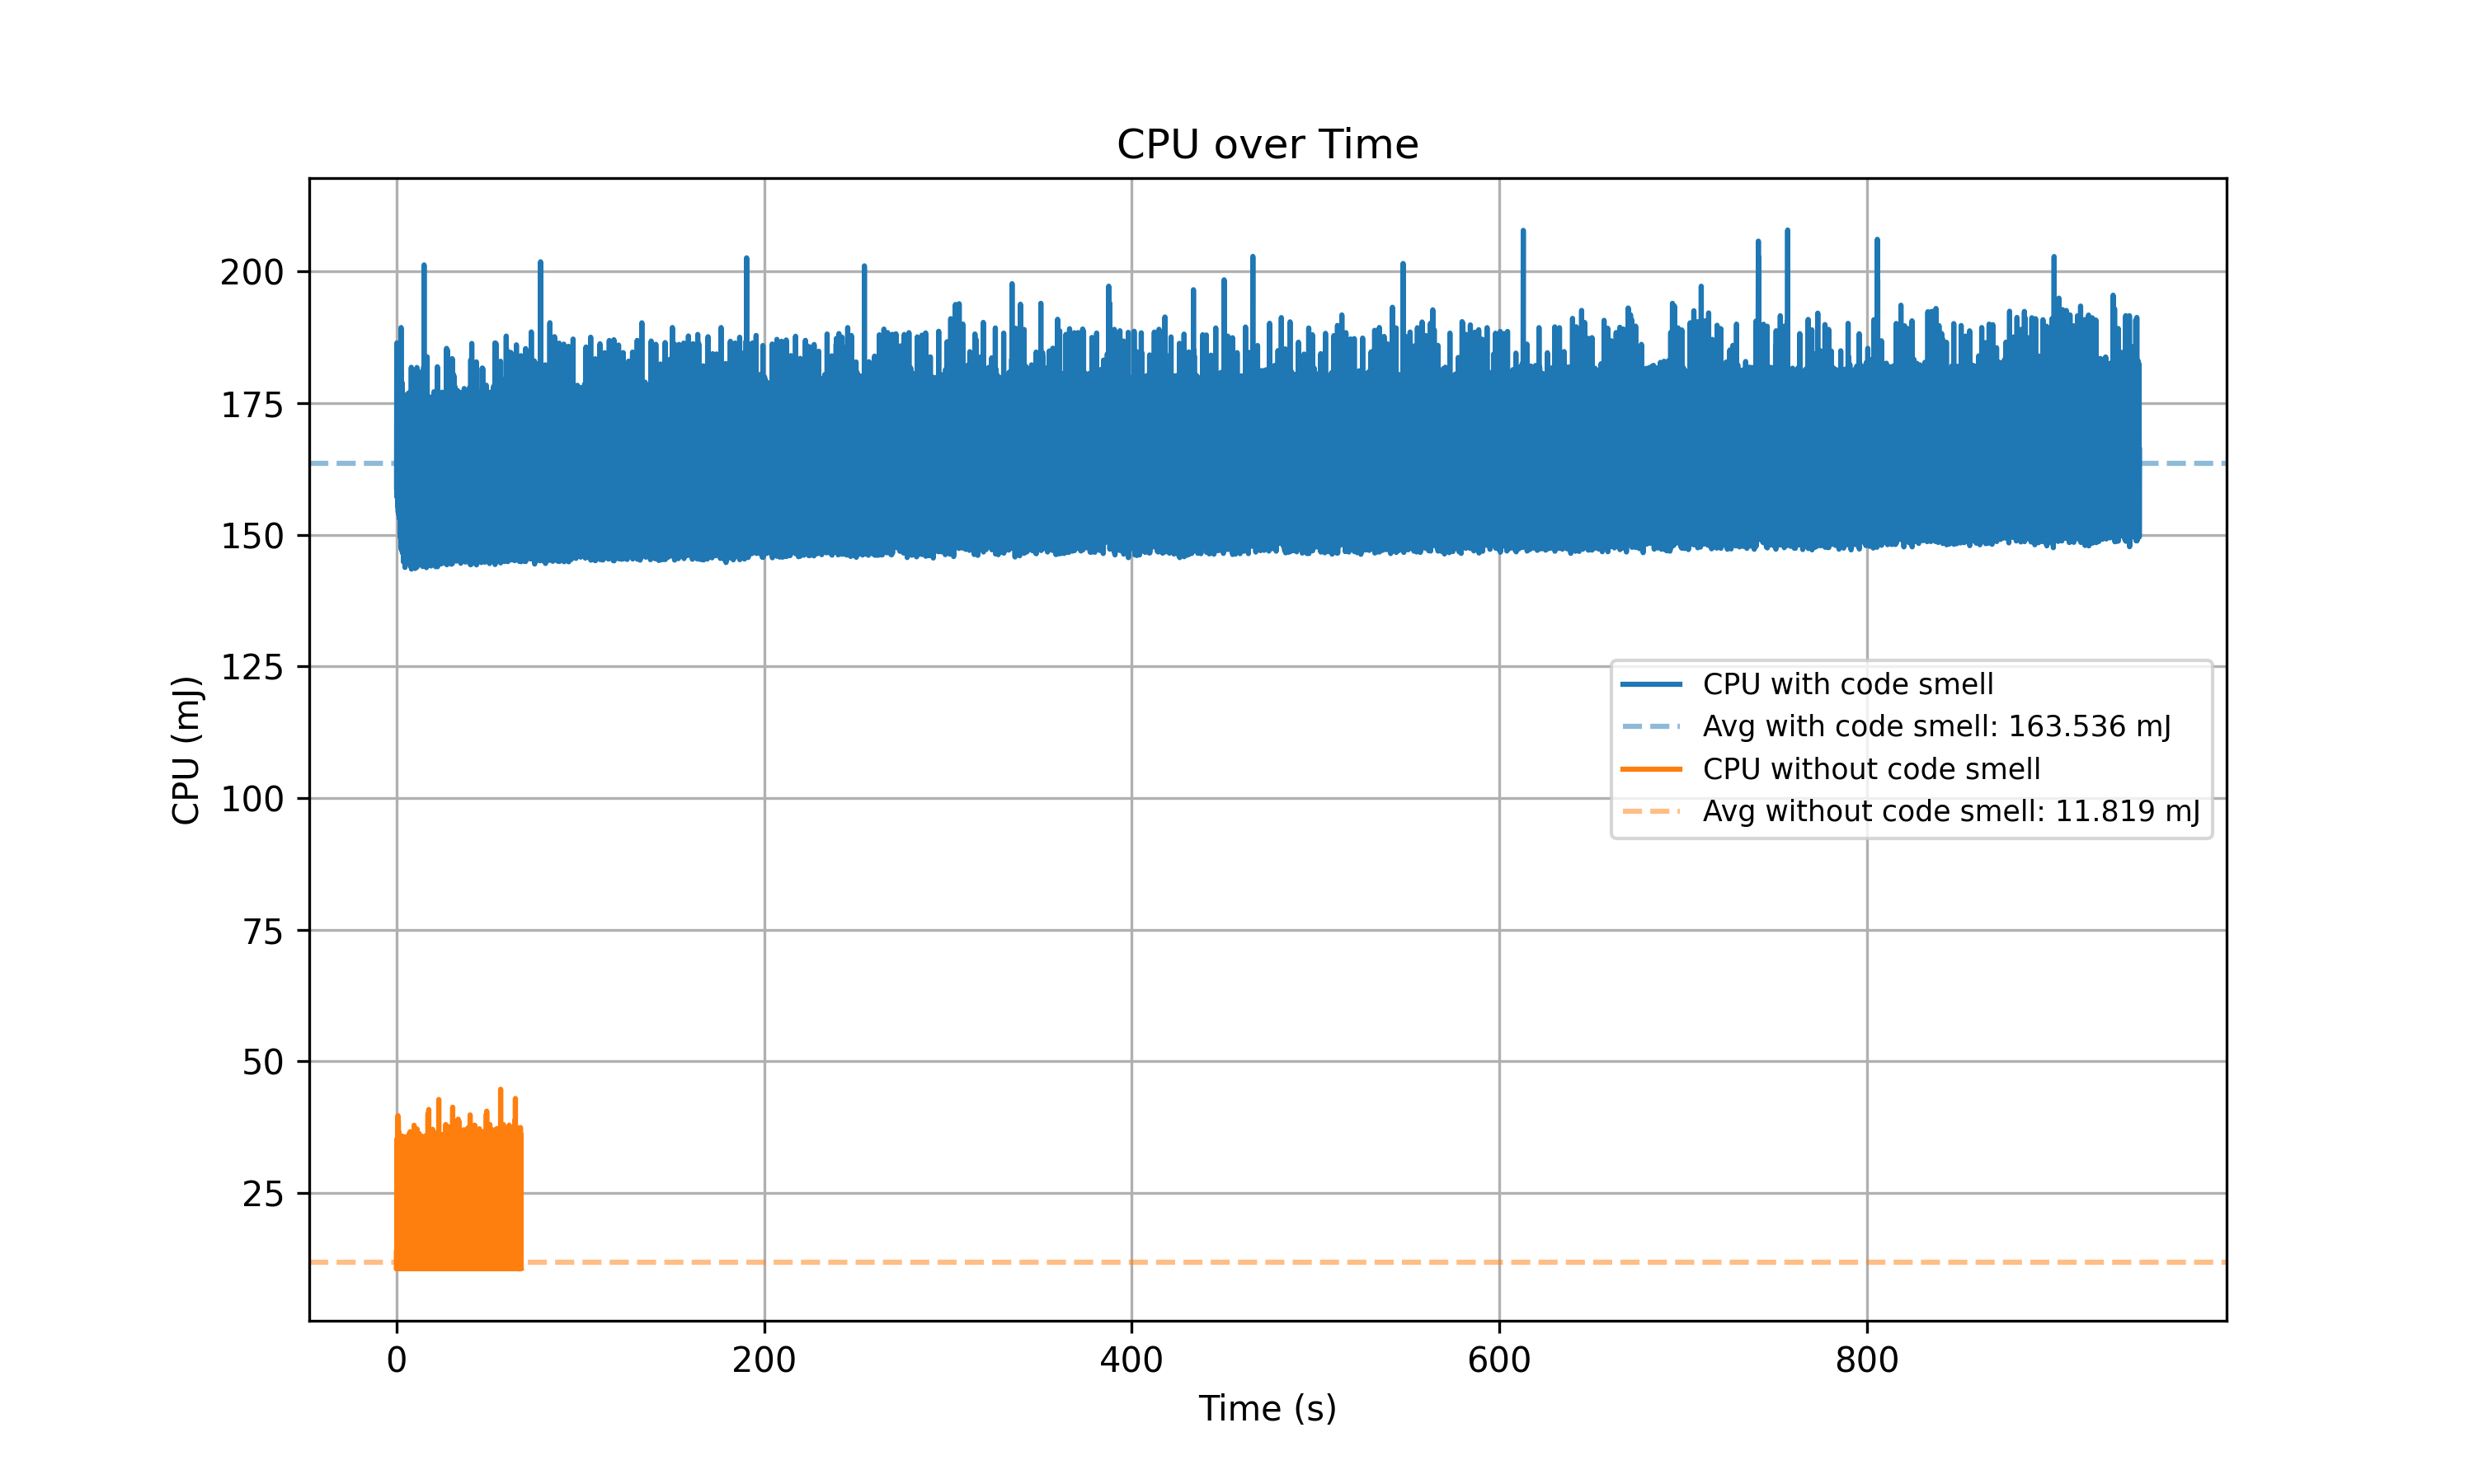 CPU over Time
CPU (mJ)
200
175
150
125
100
75
50
25
CPU with code smell
Avg with code smell: 163.536 mJ
CPU without code smell
Avg without code smell: 11.819 mJ
0 200 400 600 800
Time (s)